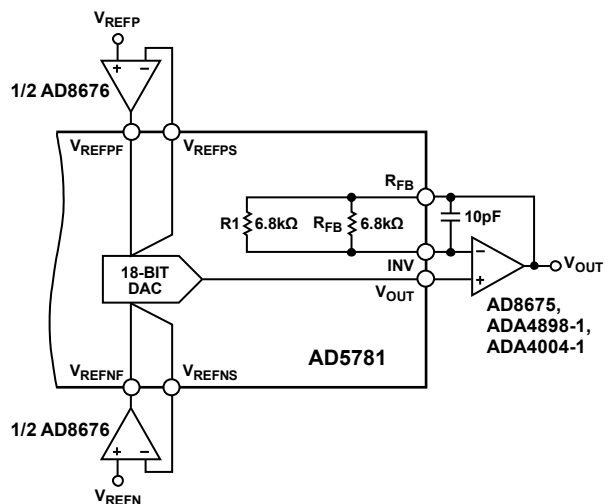 VREFP
+ −
1/2 AD8676
VREFPF
VREFPS
RFB
R1
6.8kΩ
RFB
6.8kΩ
10pF
18-BIT
DAC
INV
VOUT
−
+
VOUT
AD8675,
ADA4898-1,
ADA4004-1
AD5781
VREFNF
VREFNS
1/2 AD8676
+ −
VREFN